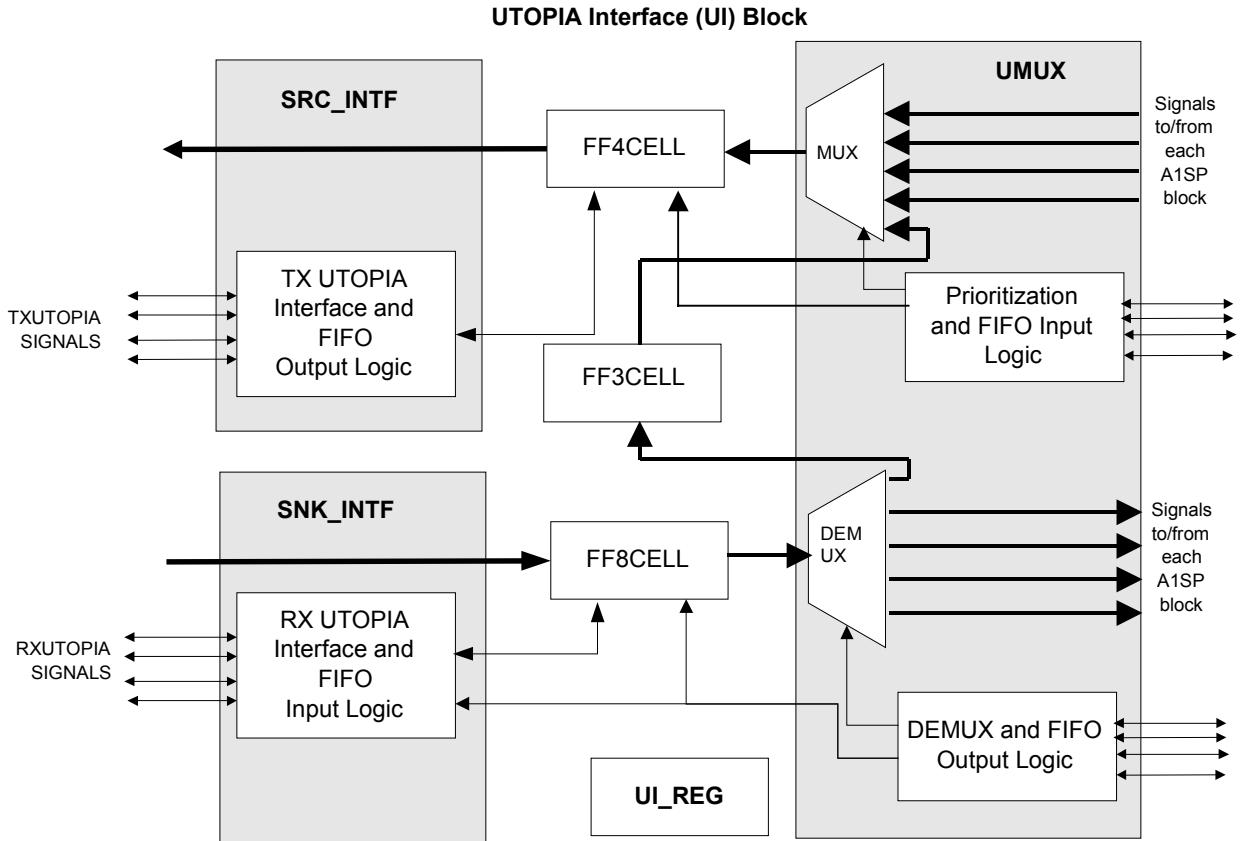 UTOPIA Interface (UI) Block
SRC_INTF
UMUX
FF4CELL
MUX
Signals
to/from
each
A1SP
block
TX UTOPIA
Interface and
FIFO
Output Logic
TXUTOPIA
SIGNALS
Prioritization
and FIFO Input
Logic
FF3CELL
SNK_INTF
FF8CELL
DEM
UX
Signals
to/from
each
A1SP
block
RX UTOPIA
Interface and
FIFO
Input Logic
RXUTOPIA
SIGNALS
DEMUX and FIFO
Output Logic
UI_REG